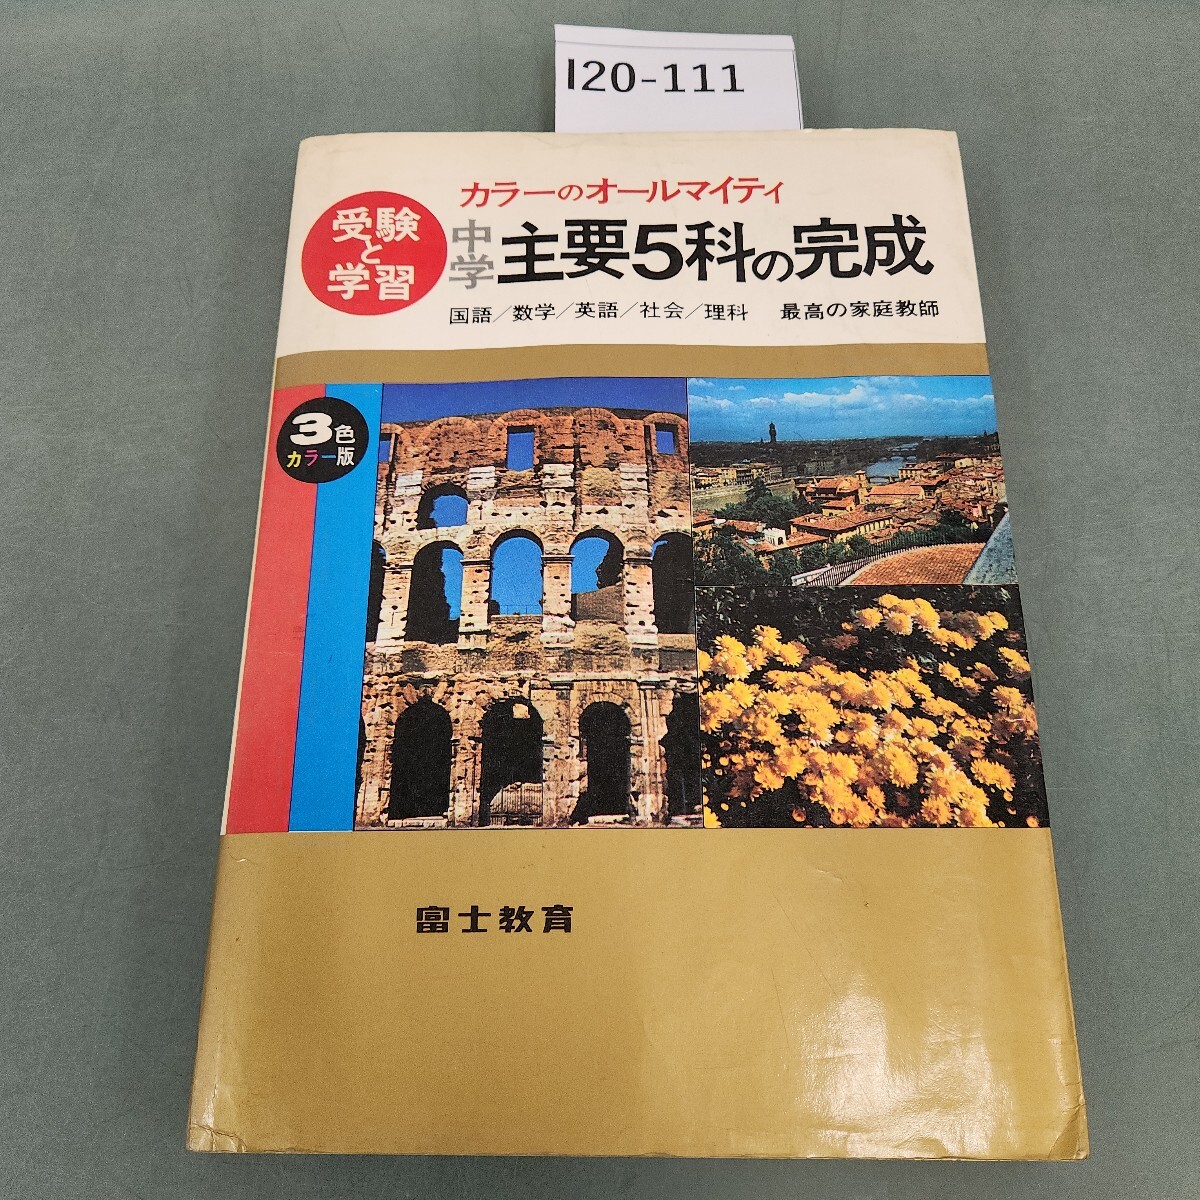 I20-111
カラーのオールマイティ
受験
と
学習
中学
主要5科の完成
国語/数学/英語/社会/理科 最高の家庭教師
3色
カラー版
富士教育